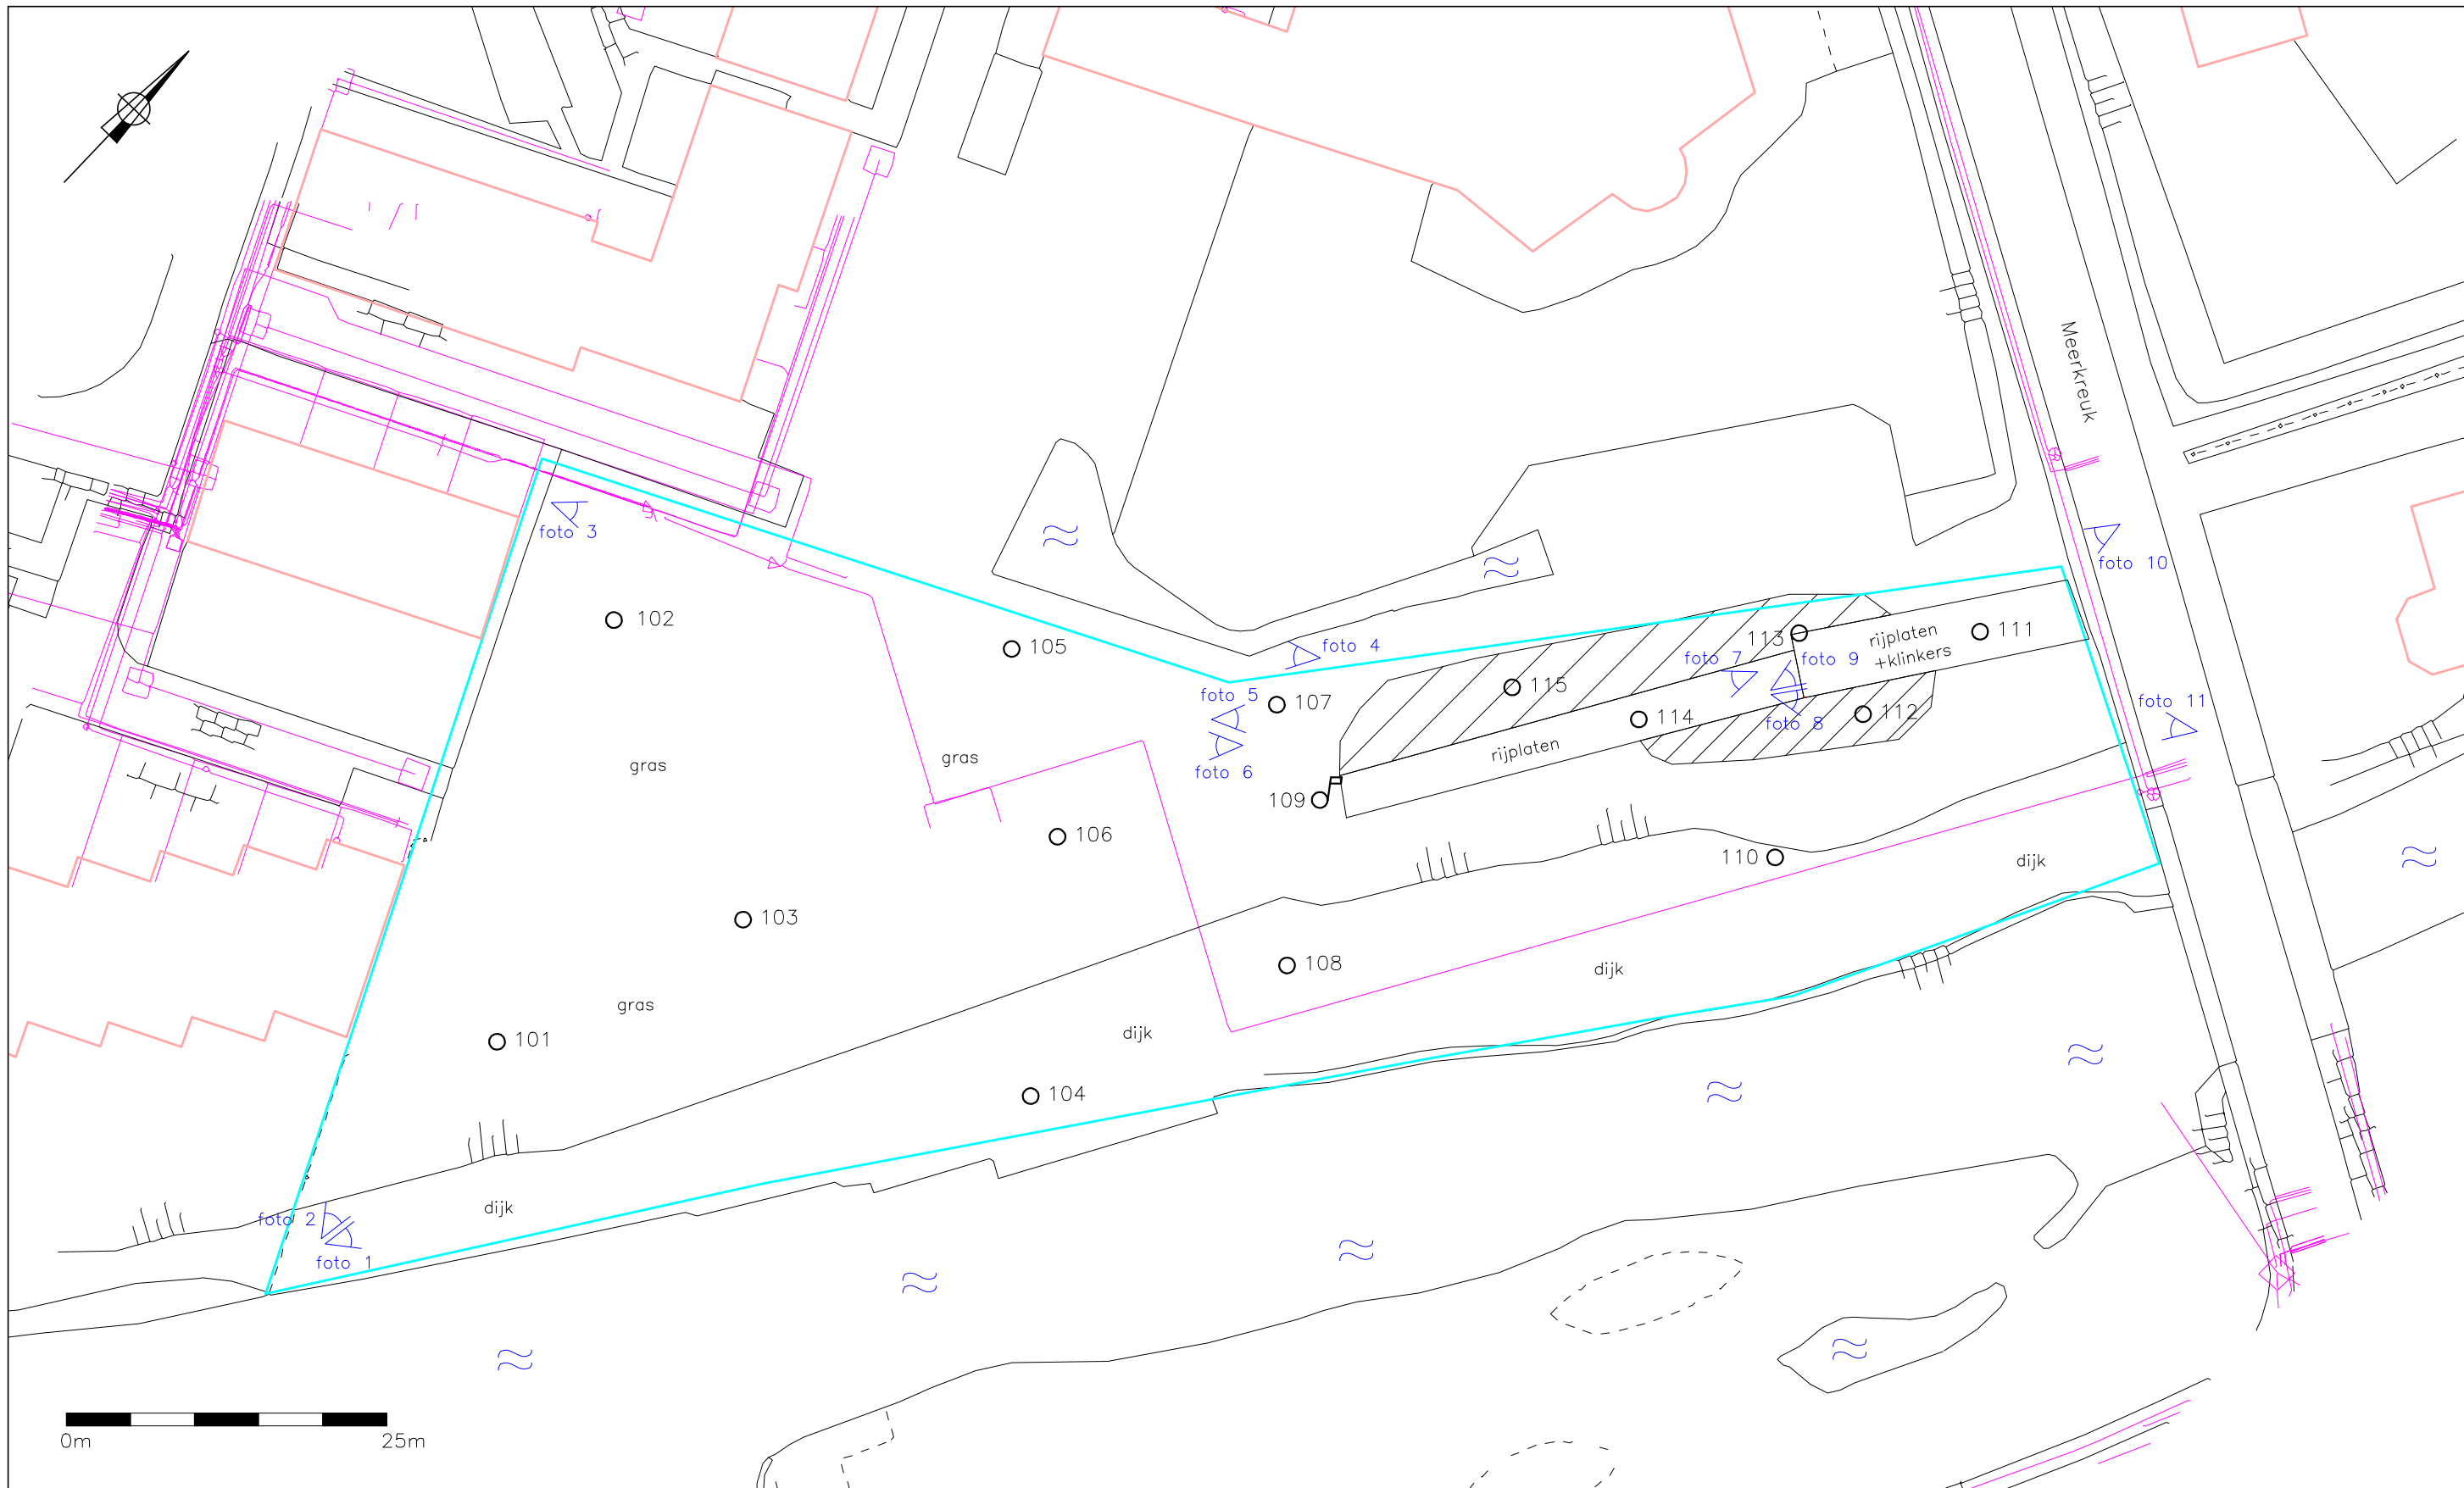 Meerkreuk
foto 3
foto 10
102
105
113
rijplaten
+klinkers
111
foto 4
foto 7
foto 9
foto 5
107
115
foto 11
114
foto 8
112
gras
gras
rijplaten
foto 6
109
106
110
dijk
103
108
dijk
gras
101
dijk
104
dijk
foto 2
foto 1
0m
25m